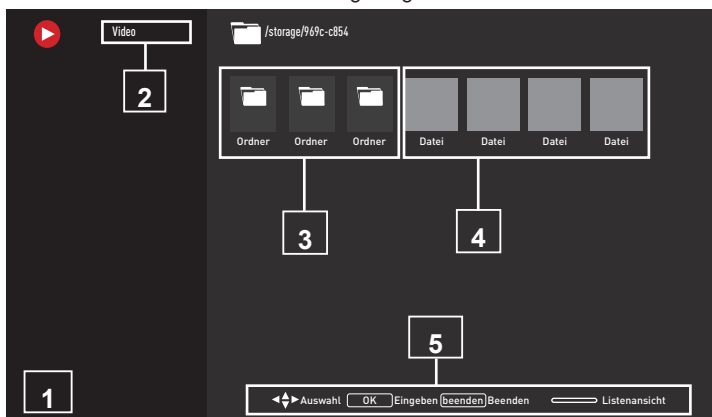 Video
/storage/969c-c854
2
Ordner Ordner Ordner Datei Datei Datei Datei
3 4
5
1
Auswahl OK Eingeben beenden Beenden Listenansicht